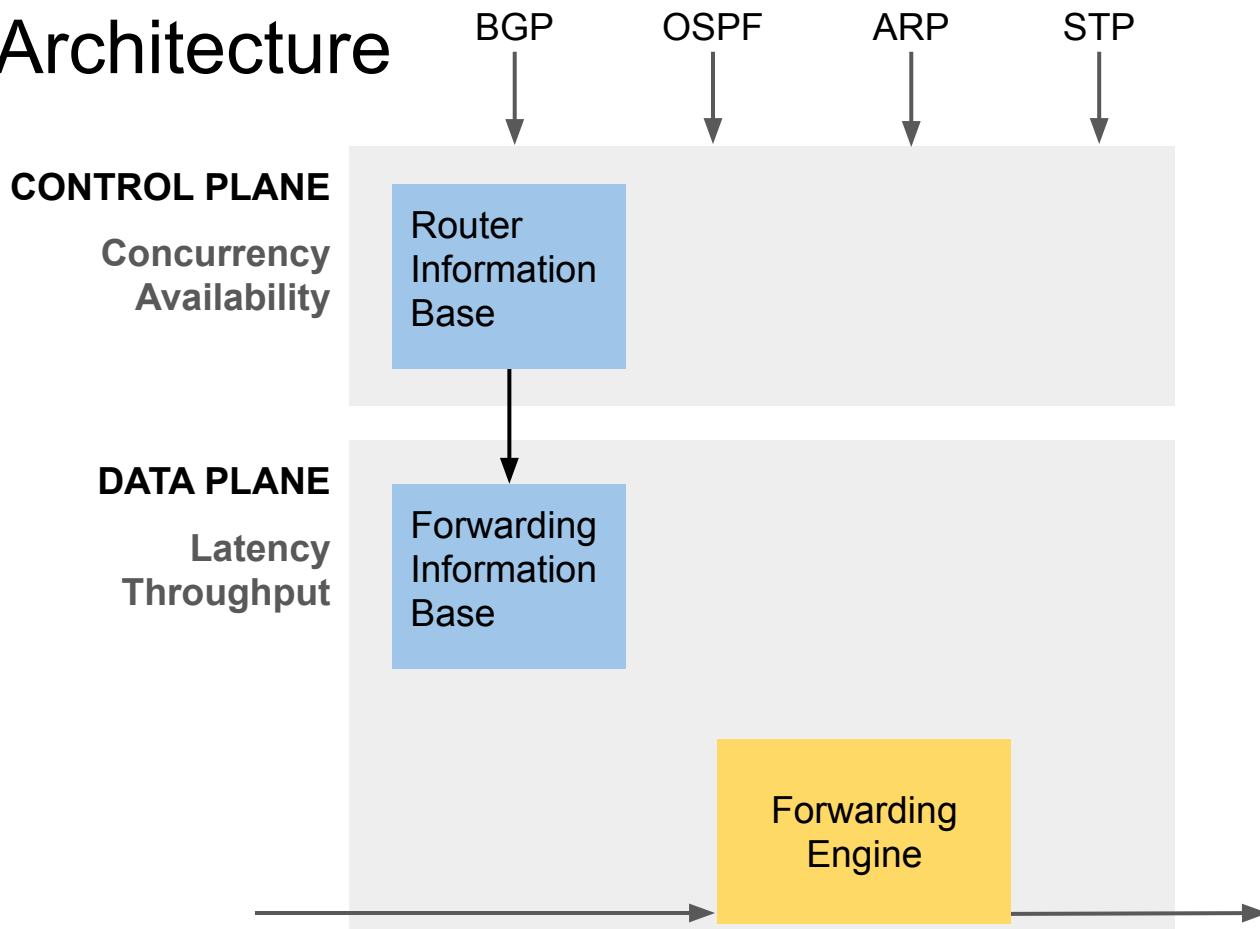 Architecture
BGP
OSPF
ARP
STP
CONTROL PLANE
Concurrency
Availability
Router
Information
Base
DATA PLANE
Latency
Throughput
Forwarding
Information
Base
Forwarding
Engine